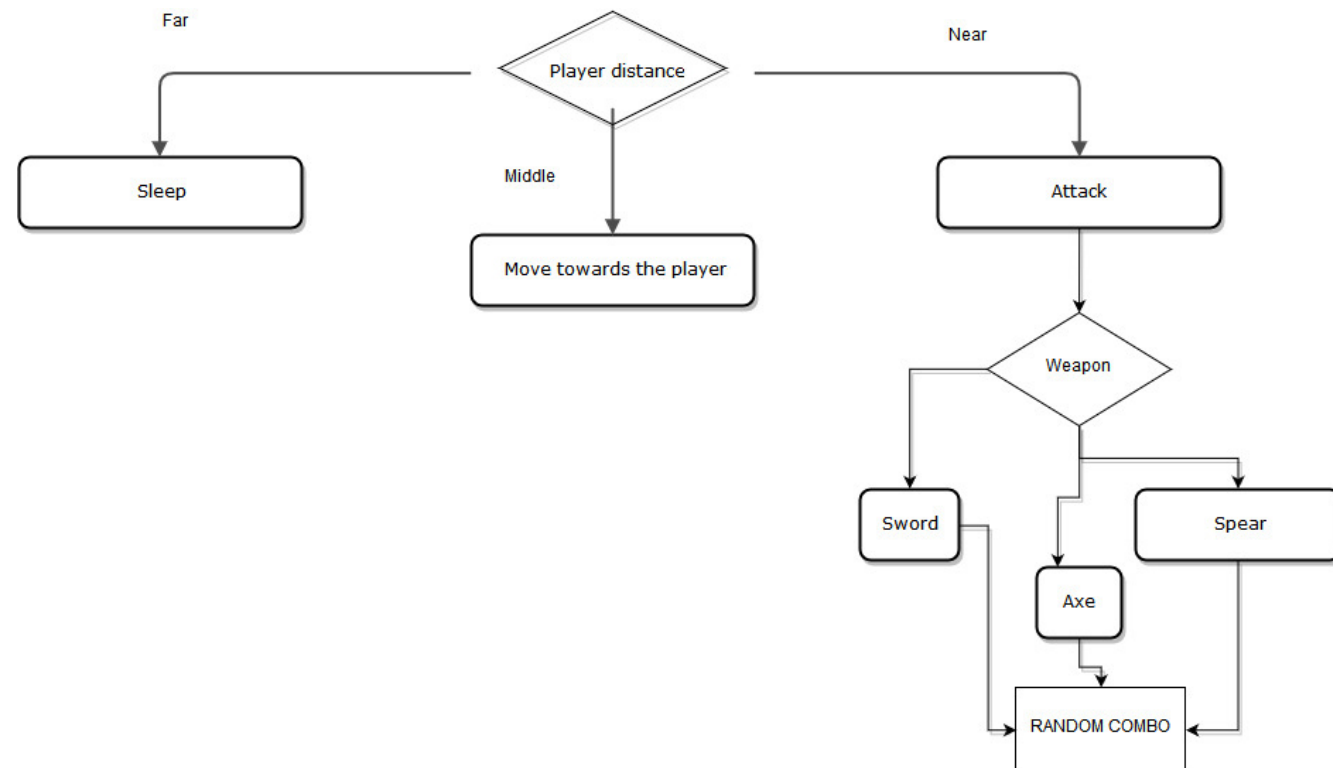 Far
Near
Player distance
Sleep
Middle
Attack
Move towards the player
Weapon
Sword
Spear
Axe
RANDOM COMBO